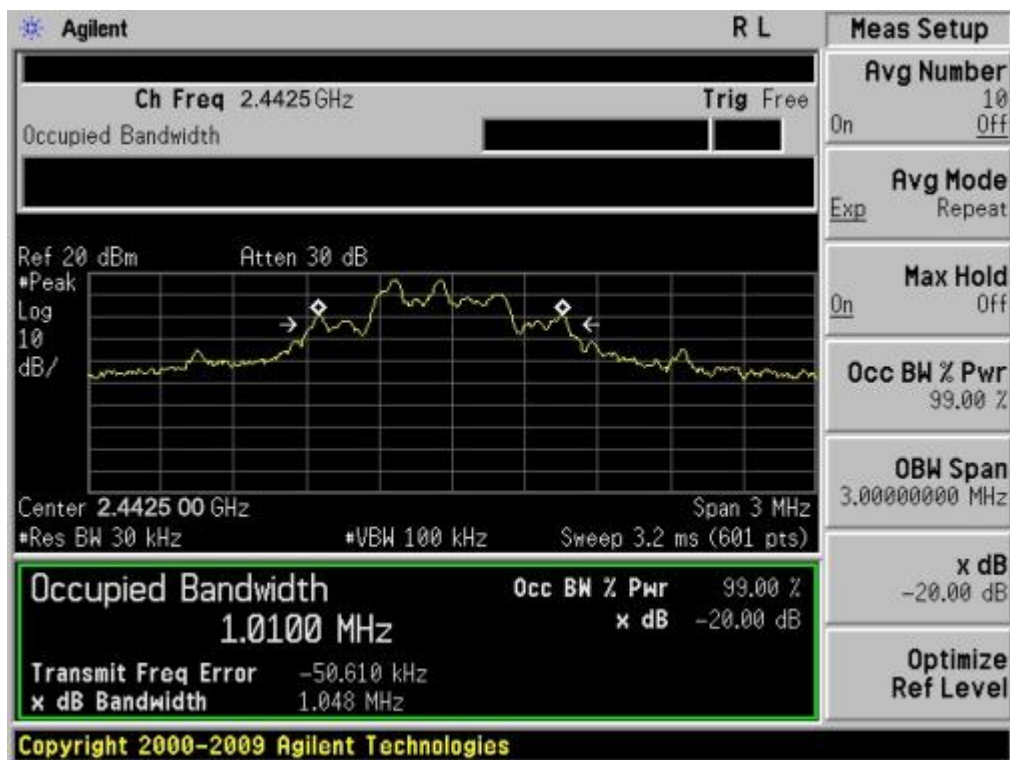 Agilent R L Meas Setup
Ch Freq 2.4425 GHz Trig Free
Occupied Bandwidth
Ref 20 dBm Atten 30 dB
#Peak
Log
10
dB/
Center 2.4425 00 GHz Span 3 MHz
#Res BW 30 kHz #VBW 100 kHz Sweep 3.2 ms (601 pts)
Occupied Bandwidth Occ BW % Pwr 99.00 %
1.0100 MHz x dB -20.00 dB
Transmit Freq Error -50.610 kHz
x dB Bandwidth 1.048 MHz
Copyright 2000-2009 Agilent Technologies
Avg Number
10
On Off
Avg Mode
Exp Repeat
Max Hold
On Off
Occ BW % Pwr
99.00 %
OBW Span
3.00000000 MHz
x dB
-20.00 dB
Optimize
Ref Level